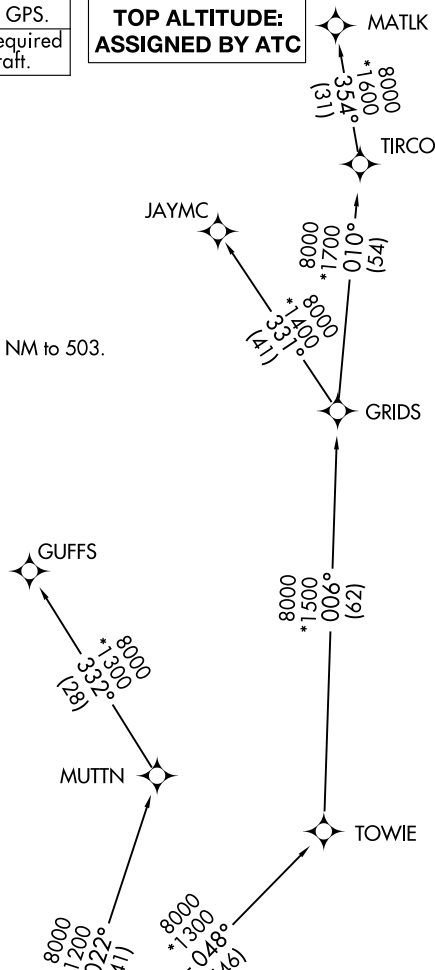 GPS.
TOP ALTITUDE:
ASSIGNED BY ATC
MATLK
8000
*1600
354°
(31)
TIRCO
JAYMC
8000
*1700
010°
(54)
8000
*1400
331°
(41)
NM to 503.
GRIDS
GUFFS
8000
*1500
006°
(62)
8000
*1300
332°
(28)
MUTTN
TOWIE
8000
1200
022°
41)
8000
*1300
048°
46)